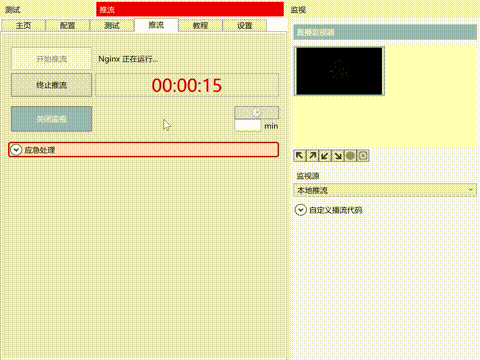 测试
推流
监视
主页
配置
测试
推流
教程
设置
直播监视器
开始推流
Nginx 正在运行...
终止推流
00:00:15
关闭监视
min
应急处理
监视源
本地推流
自定义播流代码